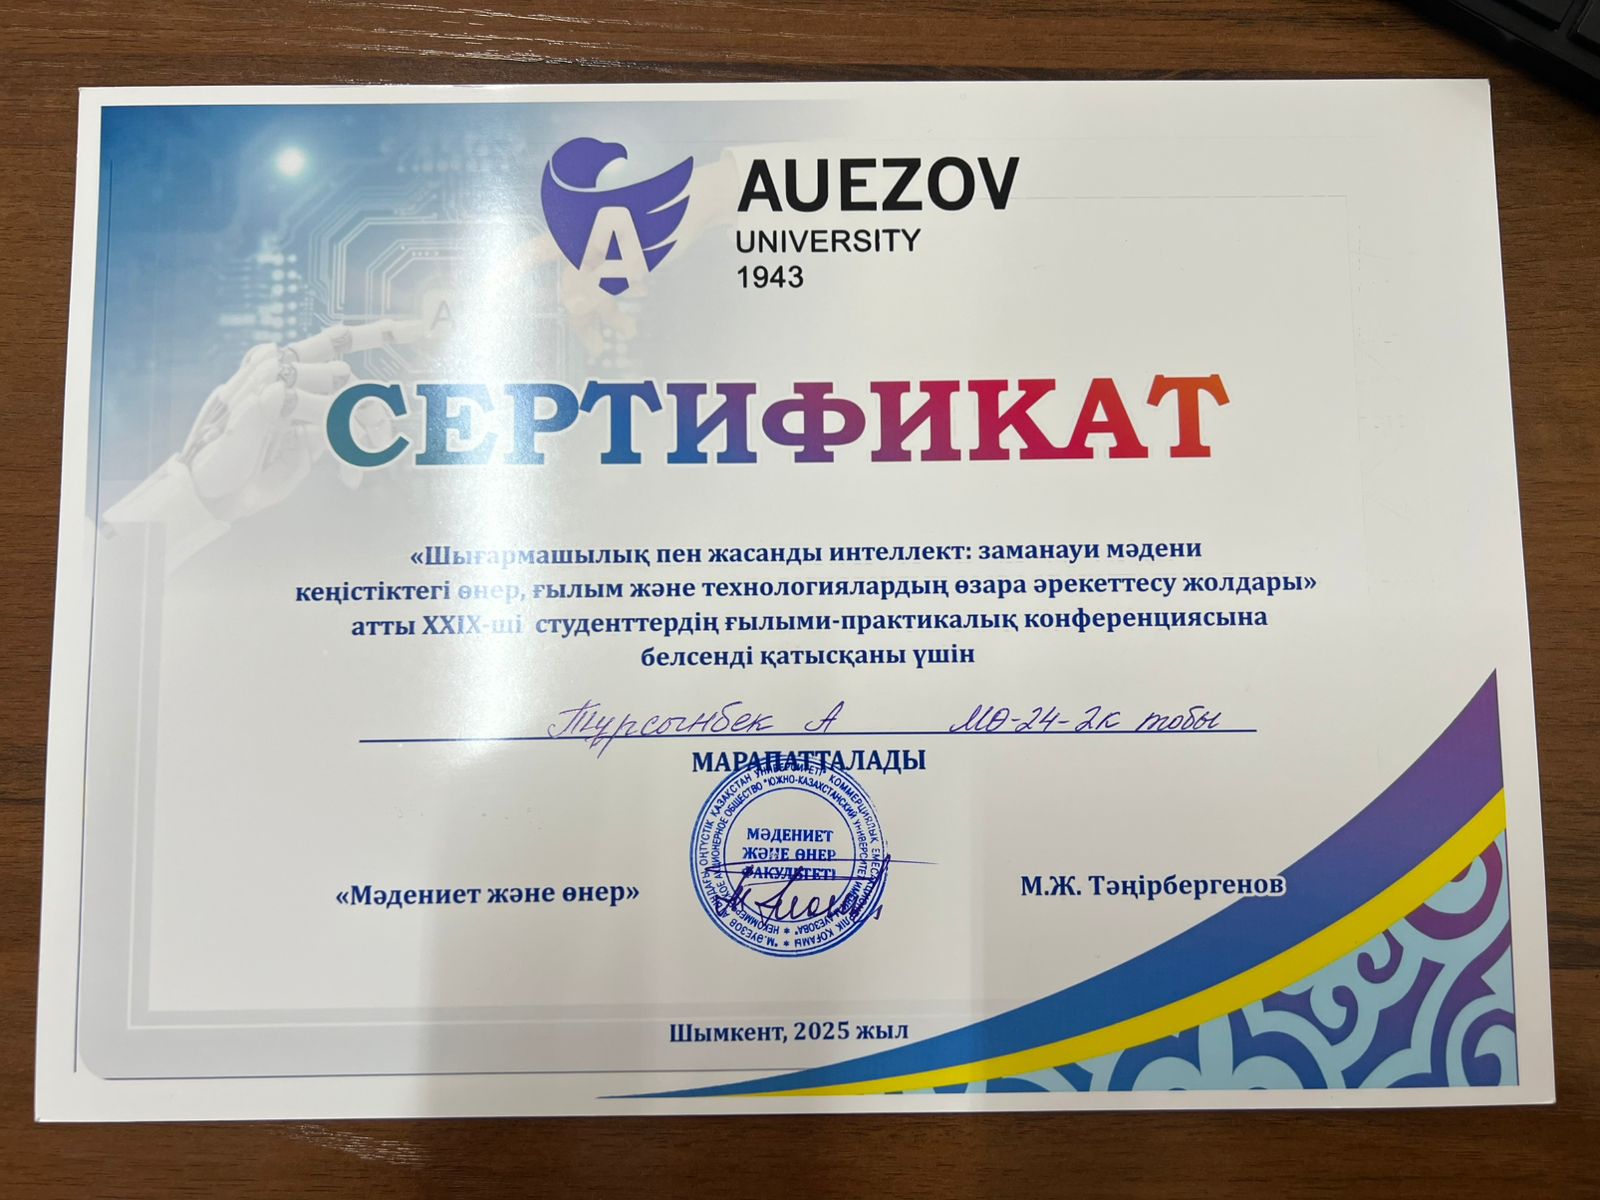 AUEZOV
UNIVERSITY
1943
СЕРТИФИКАТ
«Шығармашылық пен жасанды интеллект: заманауи мәдени
кеңістіктегі өнер, ғылым және технологиялардың өзара әрекеттесу жолдары»
атты XXIX-ші студенттердің ғылыми-практикалық конференциясына
белсенді қатысқаны үшін
Тұрсынбек А МӨ-24-2к тобы
МАРАПАТТАЛАДЫ
МӘДЕНИЕТ
ЖӘНЕ ӨНЕР
ФАКУЛЬТЕТІ
«Мәдениет және өнер»
М.Ж. Тәңірбергенов
Шымкент, 2025 жыл